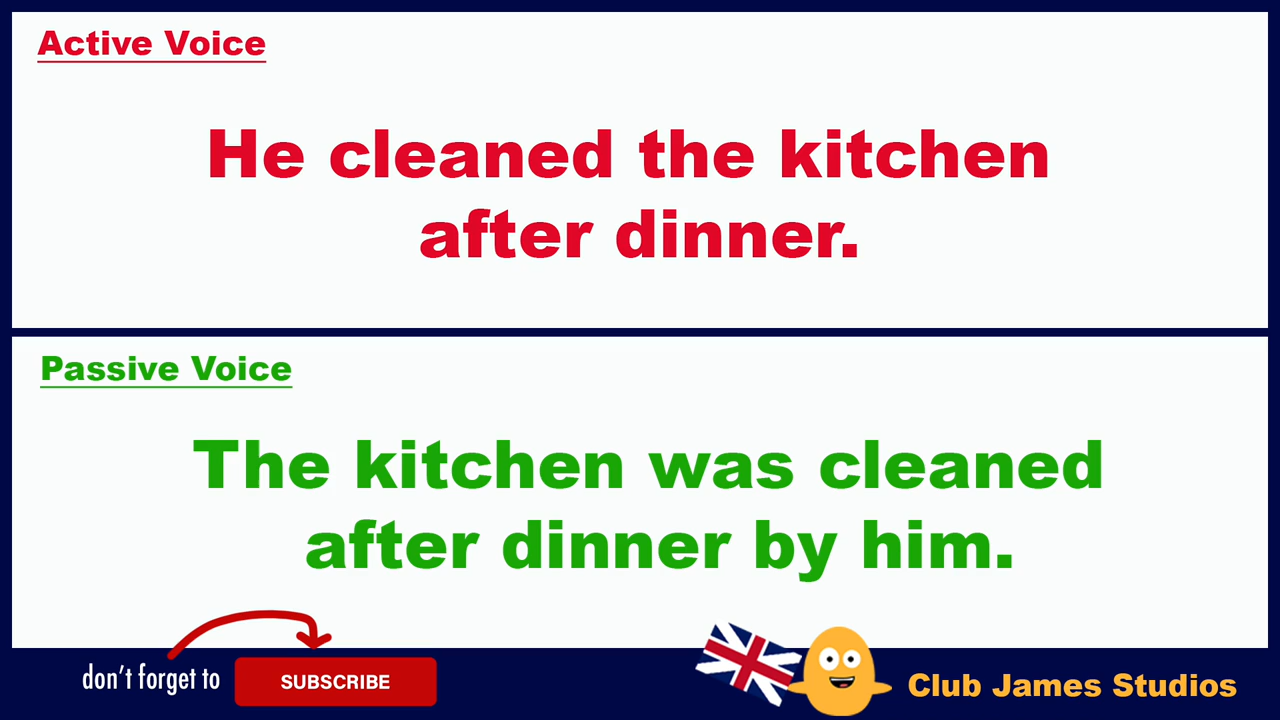 Active Voice
He cleaned the kitchen
after dinner.
Passive Voice
The kitchen was cleaned
after dinner by him.
don't forget to
SUBSCRIBE
Club James Studios